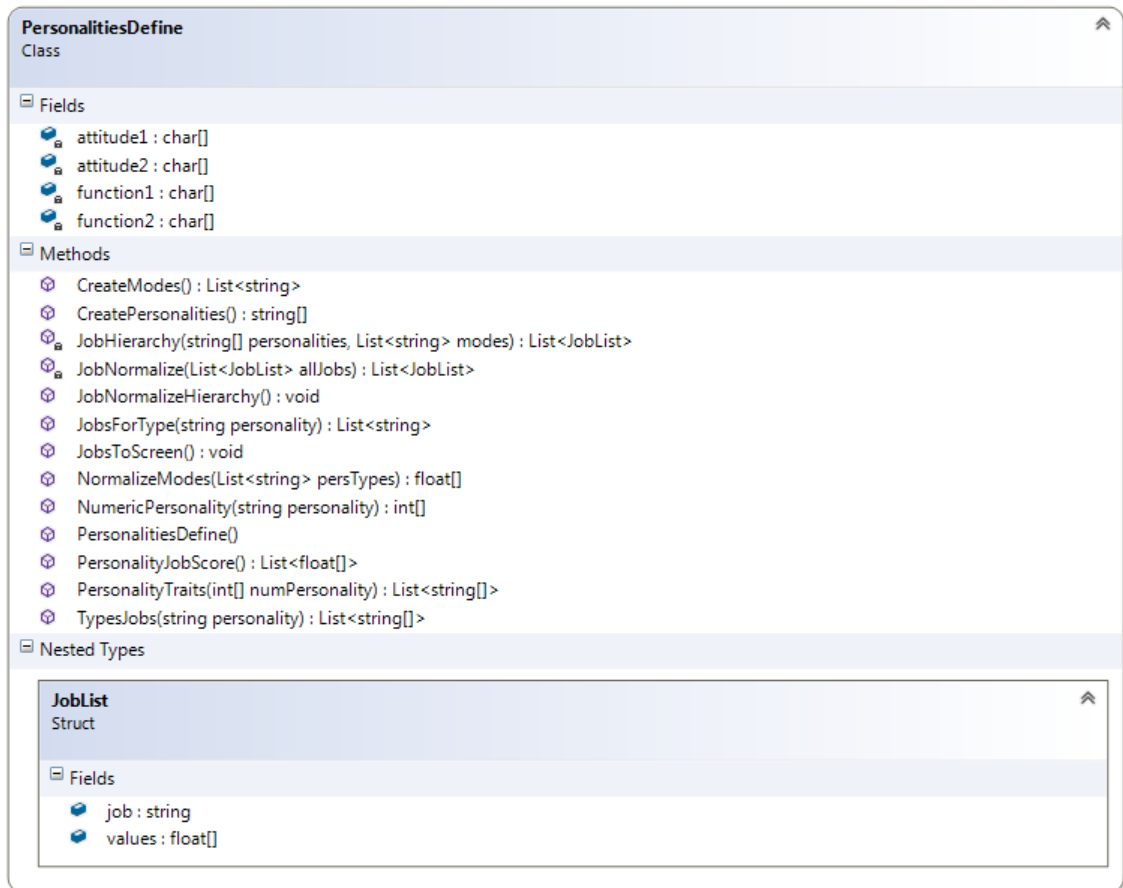 PersonalitiesDefine
Class
Fields
attitude1 : char[]
attitude2 : char[]
function1 : char[]
function2 : char[]
Methods
CreateModes() : List<string>
CreatePersonalities() : string[]
JobHierarchy(string[] personalities, List<string> modes) : List<JobList>
JobNormalize(List<JobList> allJobs) : List<JobList>
JobNormalizeHierarchy() : void
JobsForType(string personality) : List<string>
JobsToScreen() : void
NormalizeModes(List<string> persTypes) : float[]
NumericPersonality(string personality) : int[]
PersonalitiesDefine()
PersonalityJobScore() : List<float[]>
PersonalityTraits(int[] numPersonality) : List<string[]>
TypesJobs(string personality) : List<string[]>
Nested Types
JobList
Struct
Fields
job : string
values : float[]